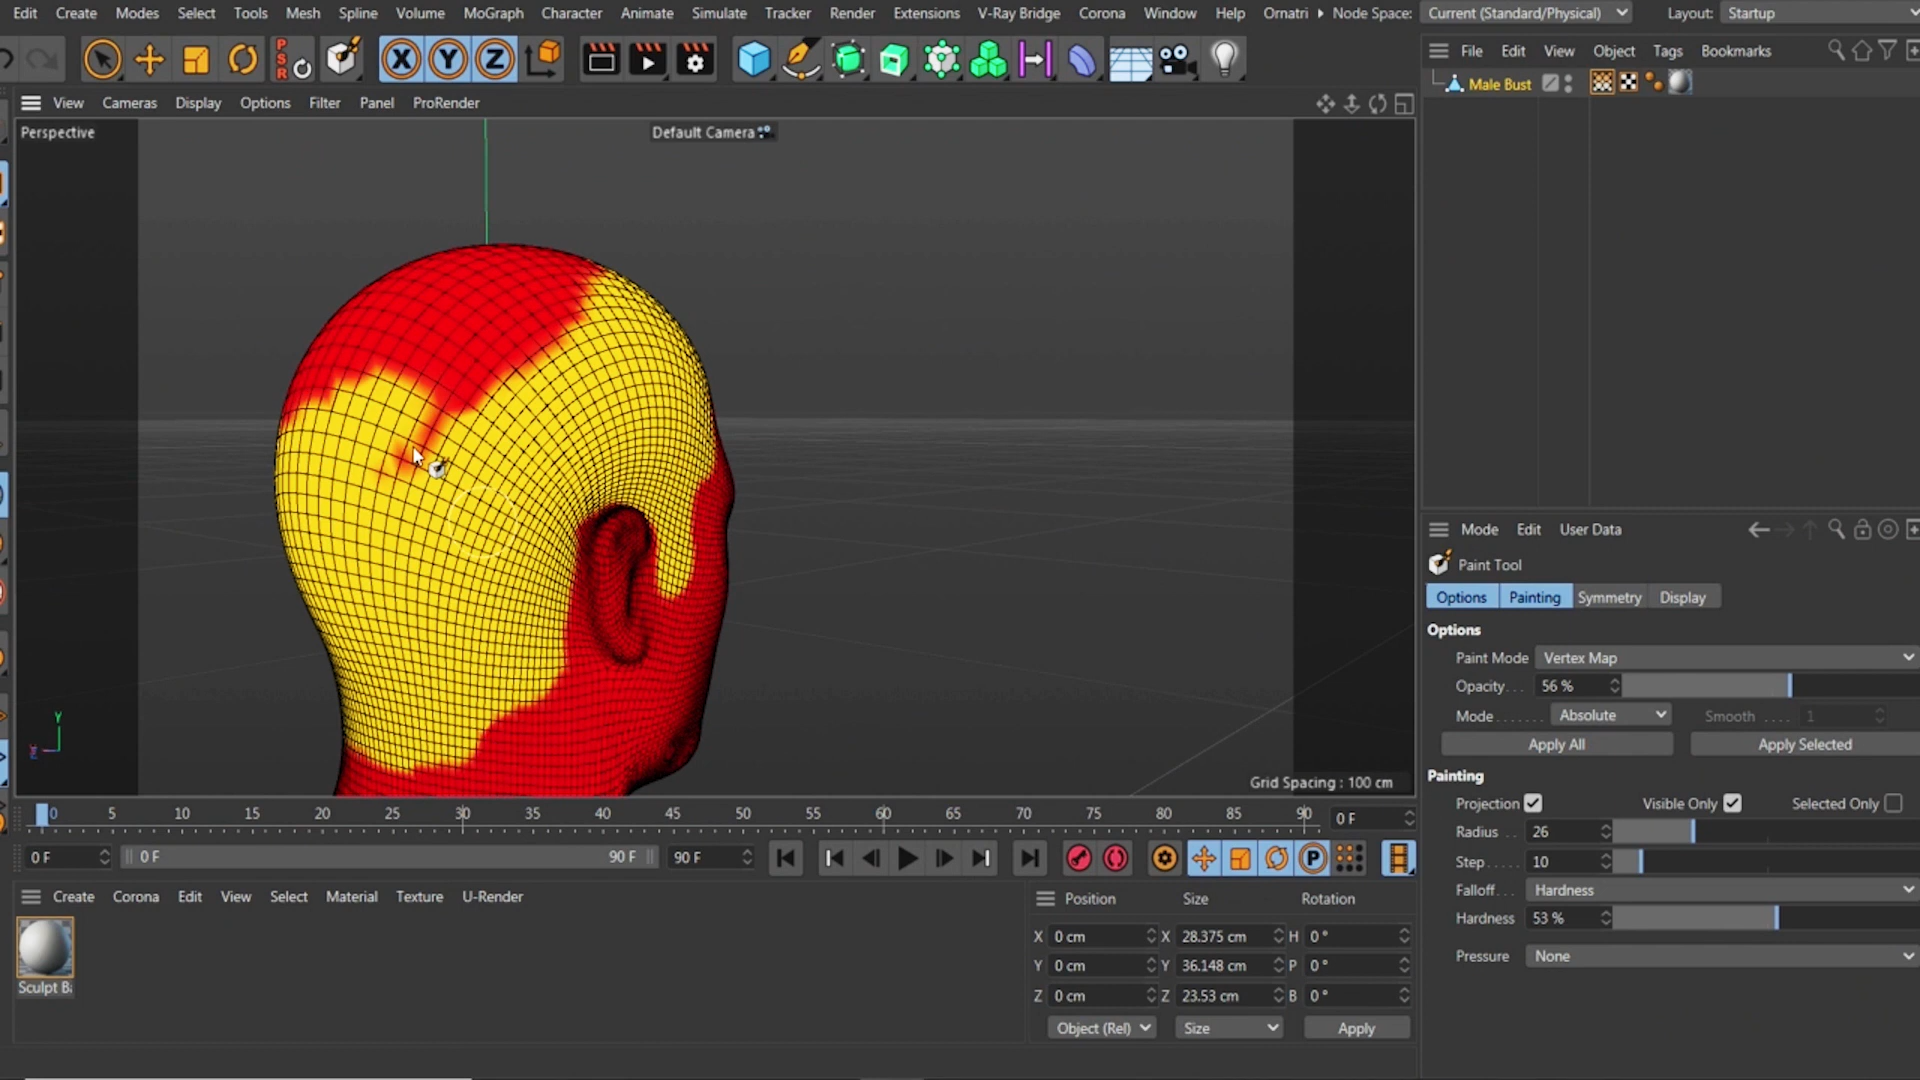 Edit Create Modes Select Tools Mesh Spline Volume MoGraph Character Animate Simulate Tracker Render Extensions V-Ray Bridge Corona Window Help Ornatri Node Space: Current (Standard/Physical) Layout: Startup
PSR X Y Z
File Edit View Object Tags Bookmarks
Male Bust
View Cameras Display Options Filter Panel ProRender
Perspective
Default Camera
Y
Z
Grid Spacing : 100 cm
Mode Edit User Data
Paint Tool
Options Painting Symmetry Display
Options
Paint Mode Vertex Map
Opacity. . . 56 %
Mode . . . . . . . Absolute Smooth . . . . 1
Apply All Apply Selected
Painting
Projection Visible Only Selected Only
Radius . . 26
Step. . . . . 10
Falloff. . . Hardness
Hardness 53 %
Pressure None
0 5 10 15 20 25 30 35 40 45 50 55 60 65 70 75 80 85 90 0 F
0 F 0 F 90 F 90 F P
Create Corona Edit View Select Material Texture U-Render
Sculpt Ba
Position Size Rotation
X 0 cm X 28.375 cm H 0 °
Y 0 cm Y 36.148 cm P 0 °
Z 0 cm Z 23.53 cm B 0 °
Object (Rel) Size Apply